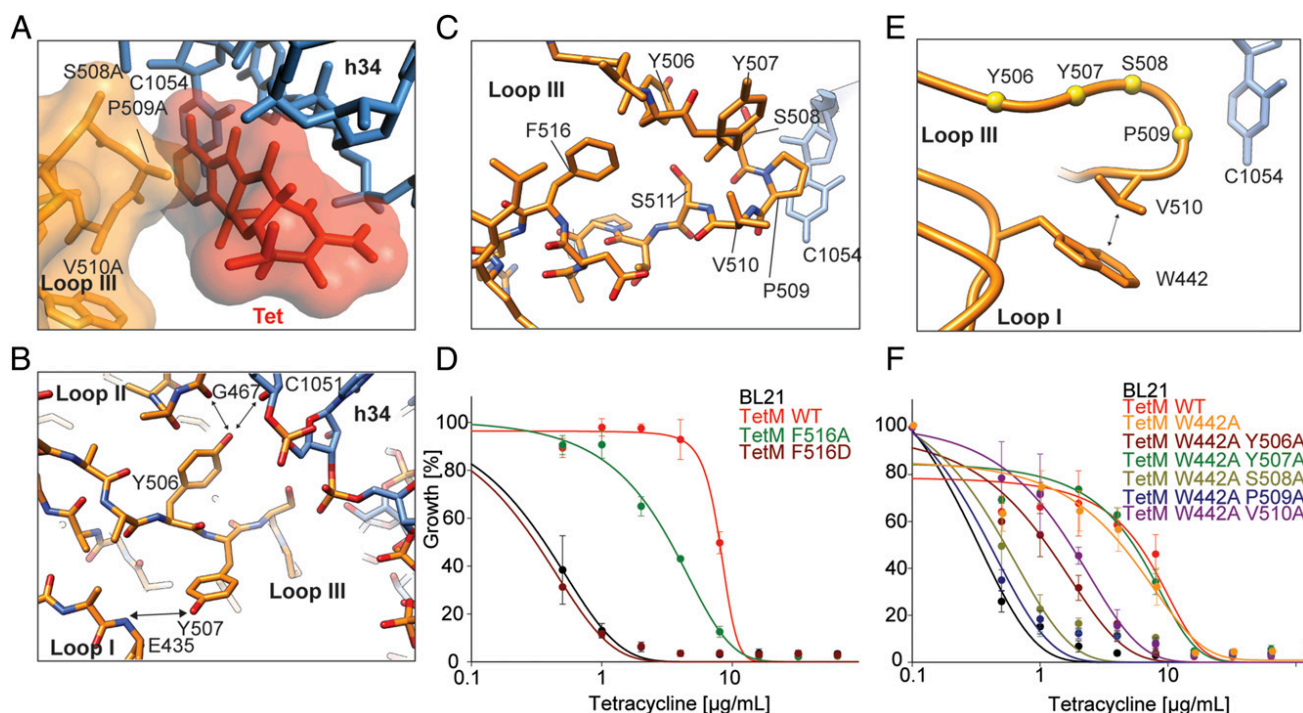 A
S508A
C1054
P509A
h34
V510A
Loop III
Tet
B
Loop II
G467
C1051
h34
Y506
Loop III
Y507
Loop I
E435
C
Y506
Y507
Loop III
S508
F516
S511
V510
C1054
P509
D
BL21
TetM WT
TetM F516A
TetM F516D
Growth [%]
100
80
60
40
20
0
0.1
1
10
Tetracycline [µg/mL]
E
S508
Y506
Y507
Loop III
P509
C1054
V510
W442
Loop I
F
BL21
TetM WT
TetM W442A
TetM W442A Y506A
TetM W442A Y507A
TetM W442A S508A
TetM W442A P509A
TetM W442A V510A
100
80
60
40
20
0
0.1
1
10
Tetracycline [µg/mL]